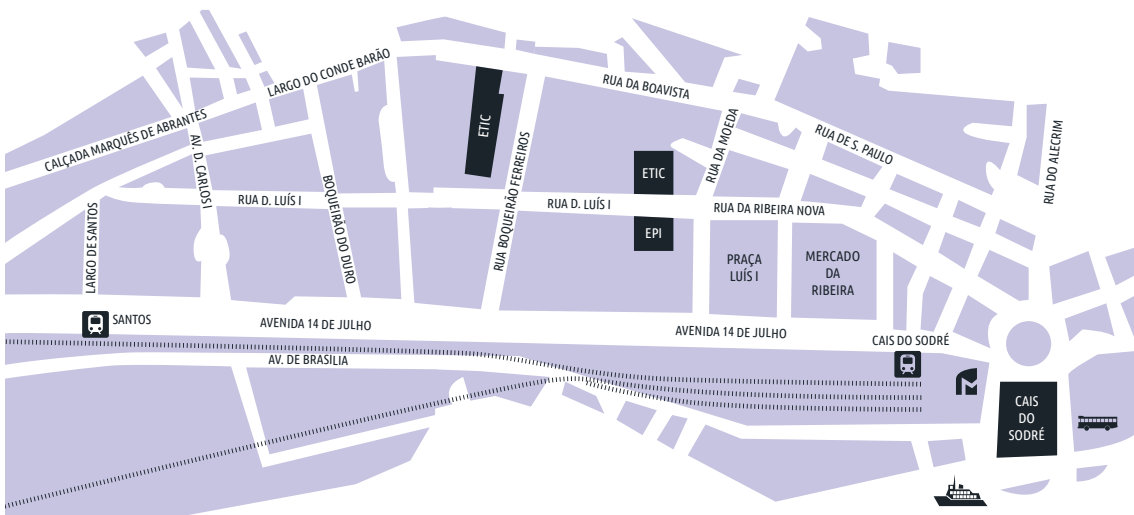 LARGO DO CONDE BARÃO
CALÇADA MARQUÊS DE ABRANTES
AV. D. CARLOS I
RUA DA BOAVISTA
ETIC
RUA DA MOEDA
RUA DE S. PAULO
RUA DO ALECRIM
RUA BOQUEIRÃO FERREIROS
ETIC
BOQUEIRÃO DO DURO
LARGO DE SANTOS
RUA D. LUÍS I
RUA D. LUÍS I
RUA DA RIBEIRA NOVA
EPI
PRAÇA
LUÍS I
MERCADO
DA
RIBEIRA
SANTOS
AVENIDA 14 DE JULHO
AVENIDA 14 DE JULHO
CAIS DO SODRÉ
AV. DE BRASÍLIA
CAIS
DO
SODRÉ